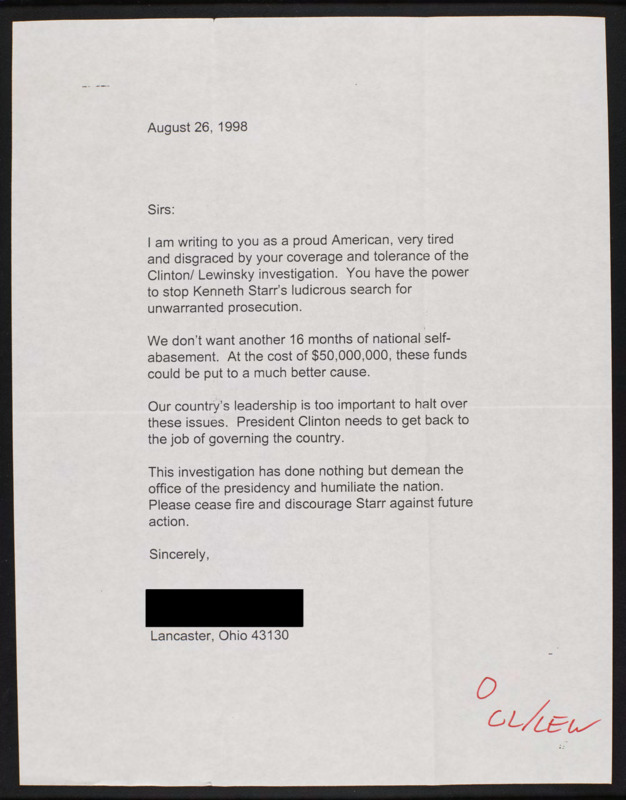 August 26, 1998
Sirs:
I am writing to you as a proud American, very tired
and disgraced by your coverage and tolerance of the
Clinton/ Lewinsky investigation.  You have the power
to stop Kenneth Starr's ludicrous search for
unwarranted prosecution.
We don't want another 16 months of national self-
abasement.  At the cost of $50,000,000, these funds
could be put to a much better cause.
Our country's leadership is too important to halt over
these issues.  President Clinton needs to get back to
the job of governing the country.
This investigation has done nothing but demean the
office of the presidency and humiliate the nation.
Please cease fire and discourage Starr against future
action.
Sincerely,
Lancaster, Ohio 43130
O
CL/LEW